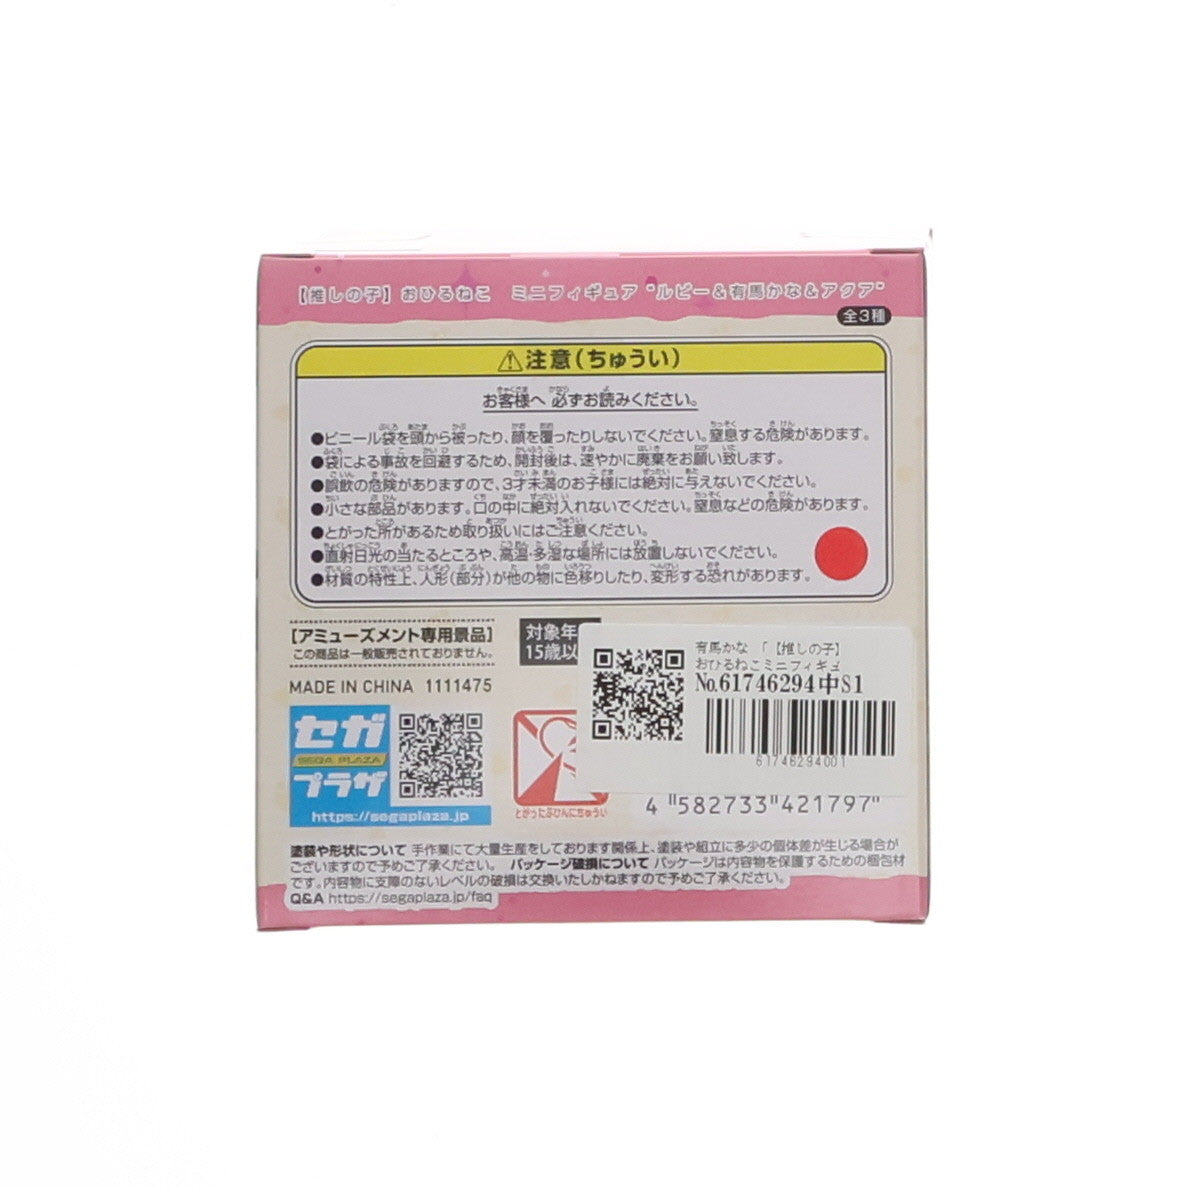 【推しの子】おひるねこ ミニフィギュア "ルビー＆有馬かな＆アクア"
全3種
⚠注意(ちゅうい)
お客様へ 必ずお読みください。
●ビニール袋を頭から被ったり、顔を覆ったりしないでください。窒息する危険があります。
●袋による事故を回避するため、開封後は、速やかに廃棄をお願い致します。
●誤飲の危険がありますので、3才未満のお子様には絶対に与えないでください。
●小さな部品があります。口の中に絶対入れないでください。窒息などの危険があります。
●とがった所があるため取り扱いにはご注意ください。
●直射日光の当たるところや、高温・多湿な場所には放置しないでください。
●材質の特性上、人形(部分)が他の物に色移りしたり、変形する恐れがあります。
[アミューズメント専用景品]
この商品は一般販売されておりません。
対象年
15歳以
MADE IN CHINA 1111475
セガ
SEGA PLAZA
プラザ
https://segaplaza.jp
とがったぶひんにちゅうい
有馬かな 「【推しの子】
おひるねこミニフィギュ
No.61746294中S1
61746294001
4 582733 421797
塗装や形状について 手作業にて大量生産をしております関係上、塗装や組立に多少の個体差が生じる場合が
ございますので予めご了承ください。 パッケージ破損について パッケージは内容物を保護するための梱包材
です。内容物に支障のないレベルの破損は交換いたしかねますので予めご了承ください。
Q&A https://segaplaza.jp/faq